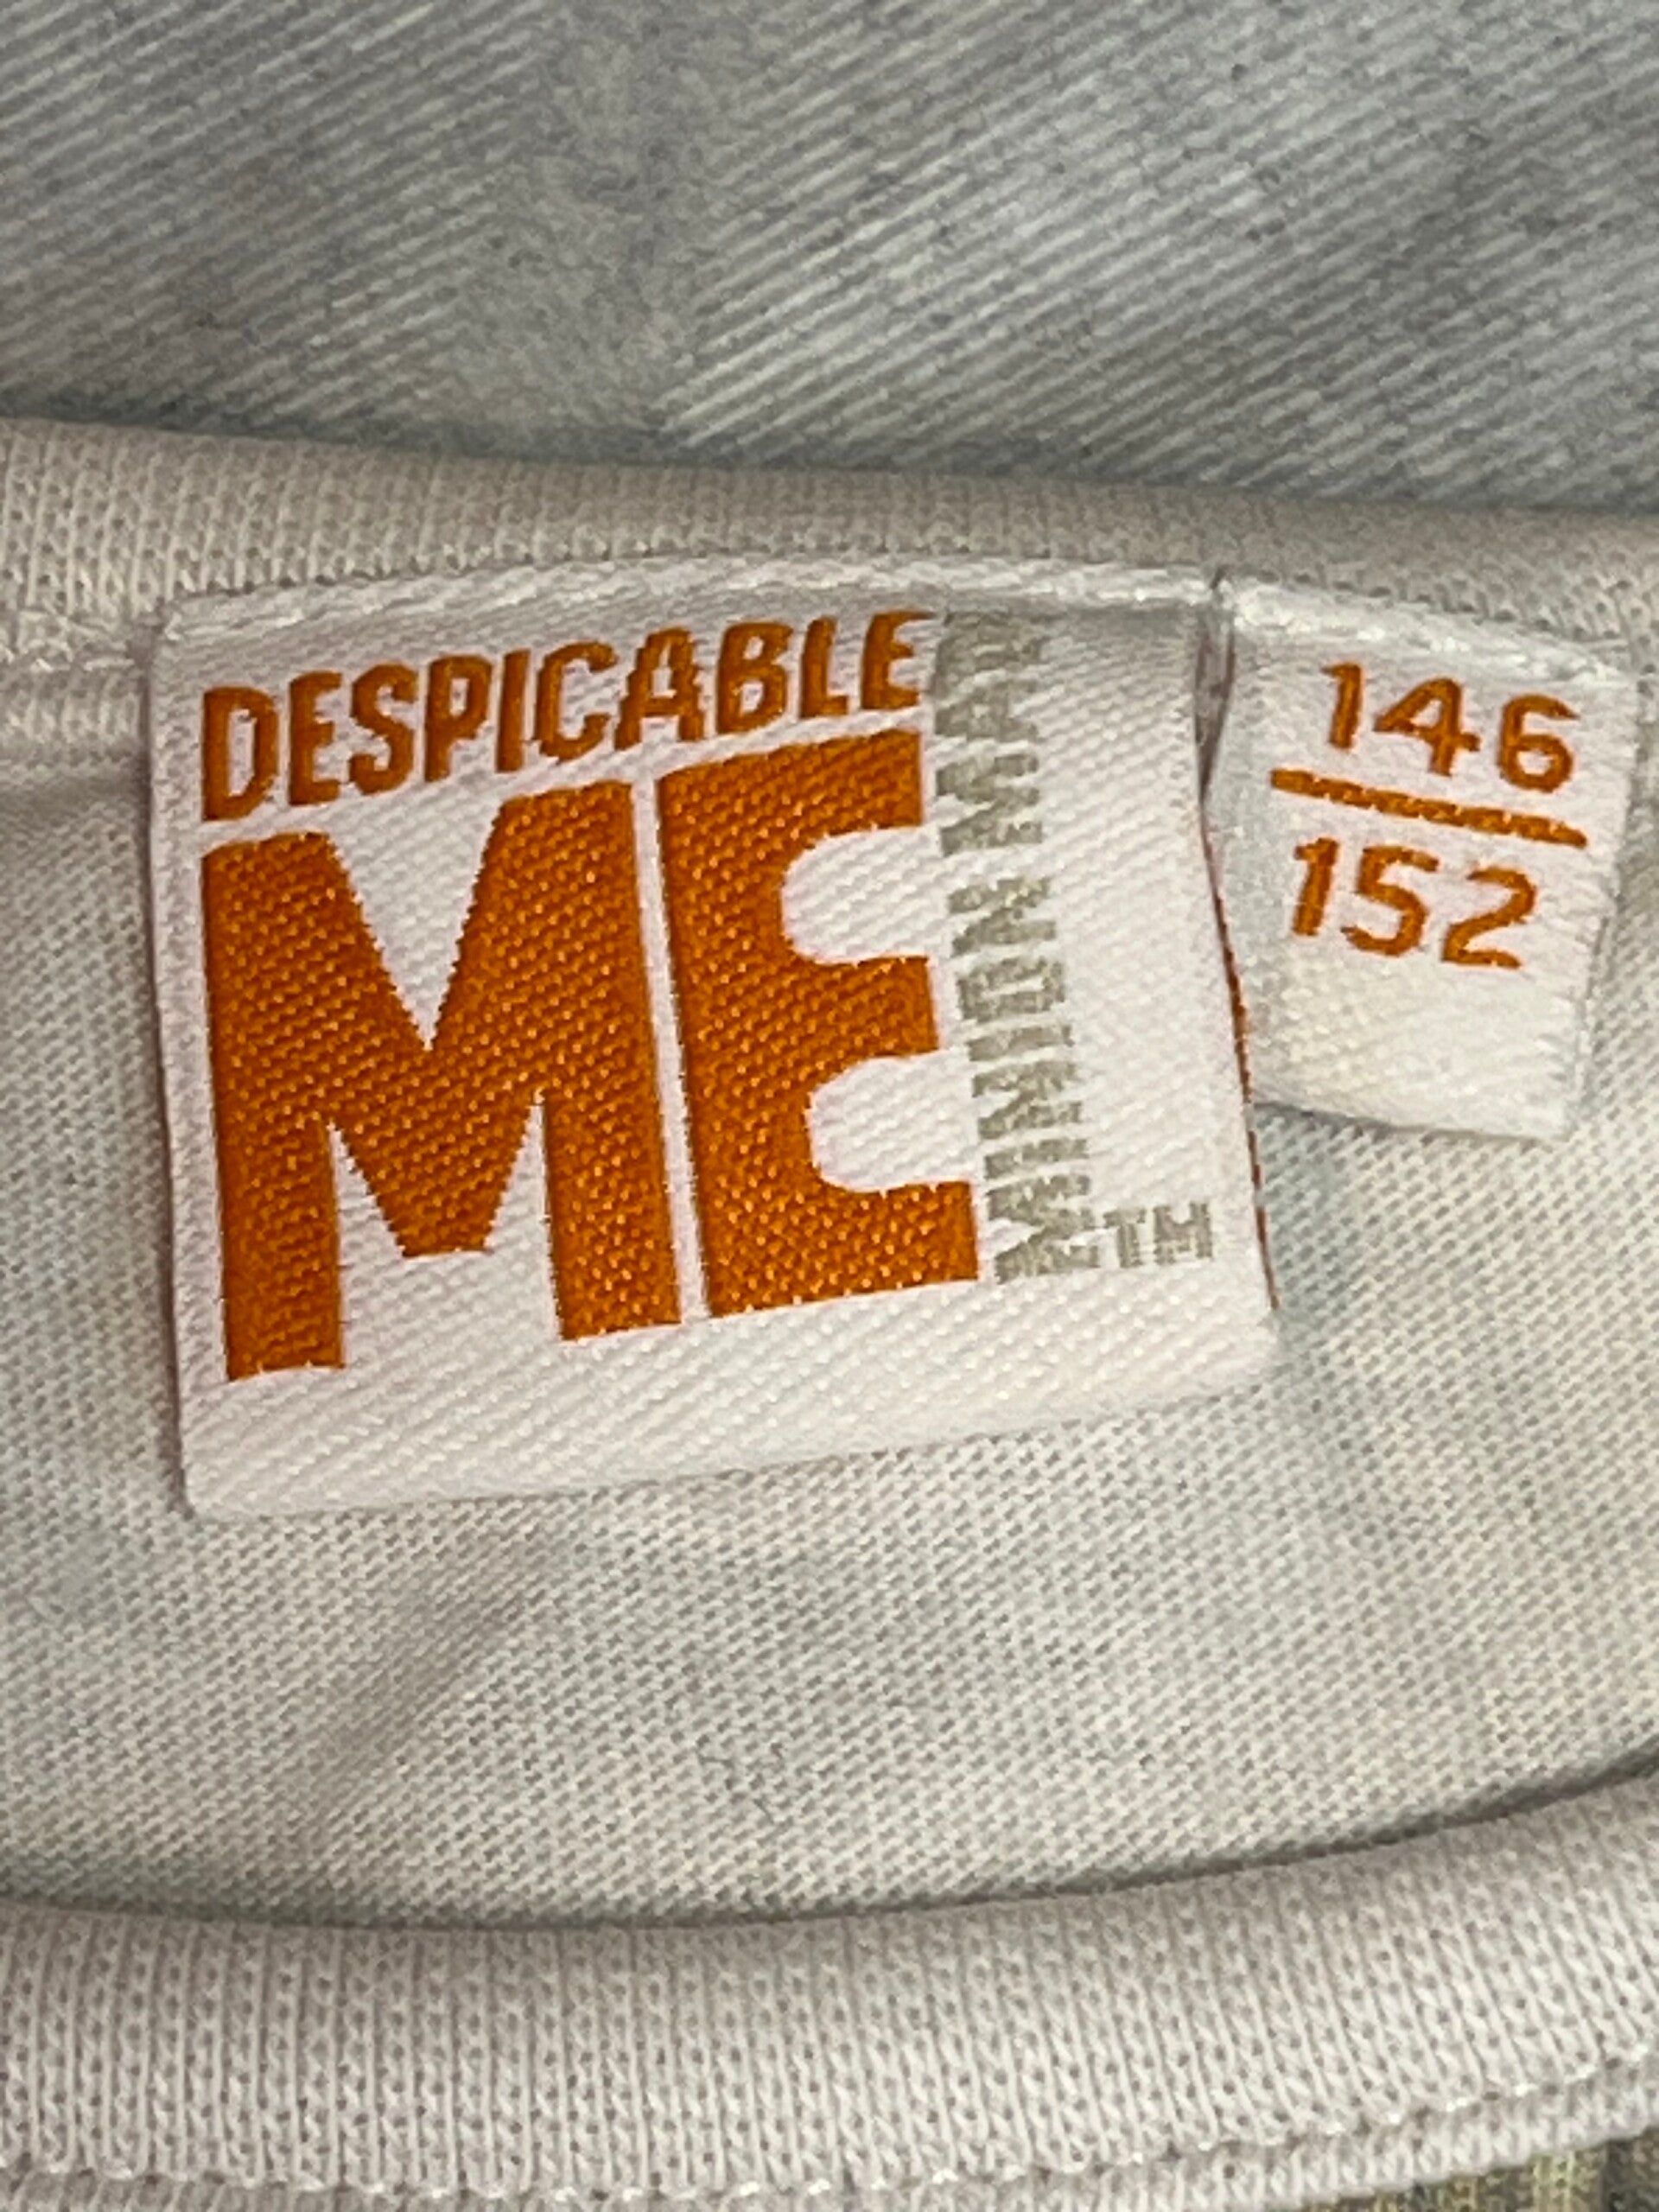 DESPICABLE
ME
MINION MADE
TM
146
152